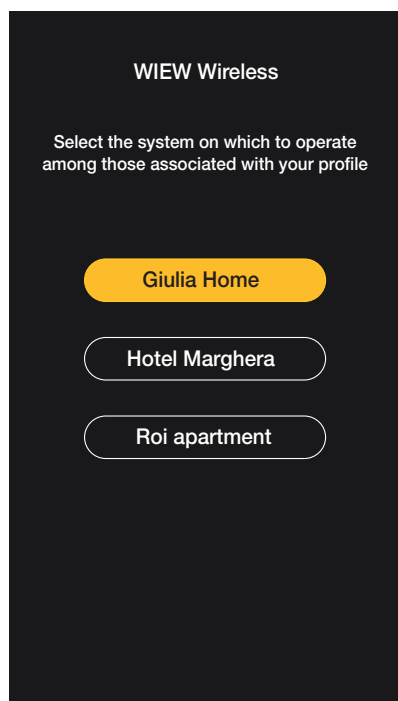 WIEW Wireless
Select the system on which to operate
among those associated with your profile
Giulia Home
Hotel Marghera
Roi apartment